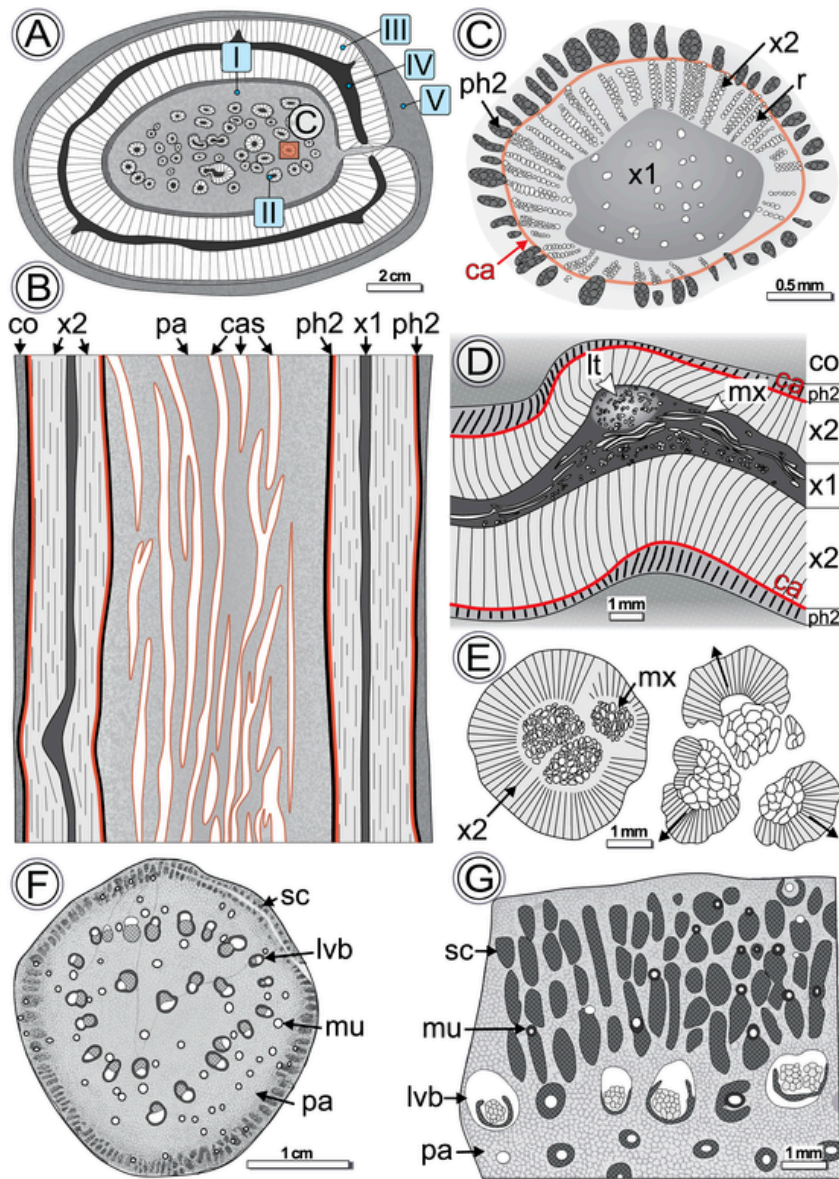 A
I
III
IV
V
C
II
2 cm
C
x2
r
ph2
x1
ca
0.5 mm
B
co x2 pa cas ph2 x1 ph2
D
lt
mx
ca
co
ph2
x2
x1
x2
ca
ph2
1 mm
E
mx
x2
1 mm
F
sc
lvb
mu
pa
1 cm
G
sc
mu
lvb
pa
1 mm